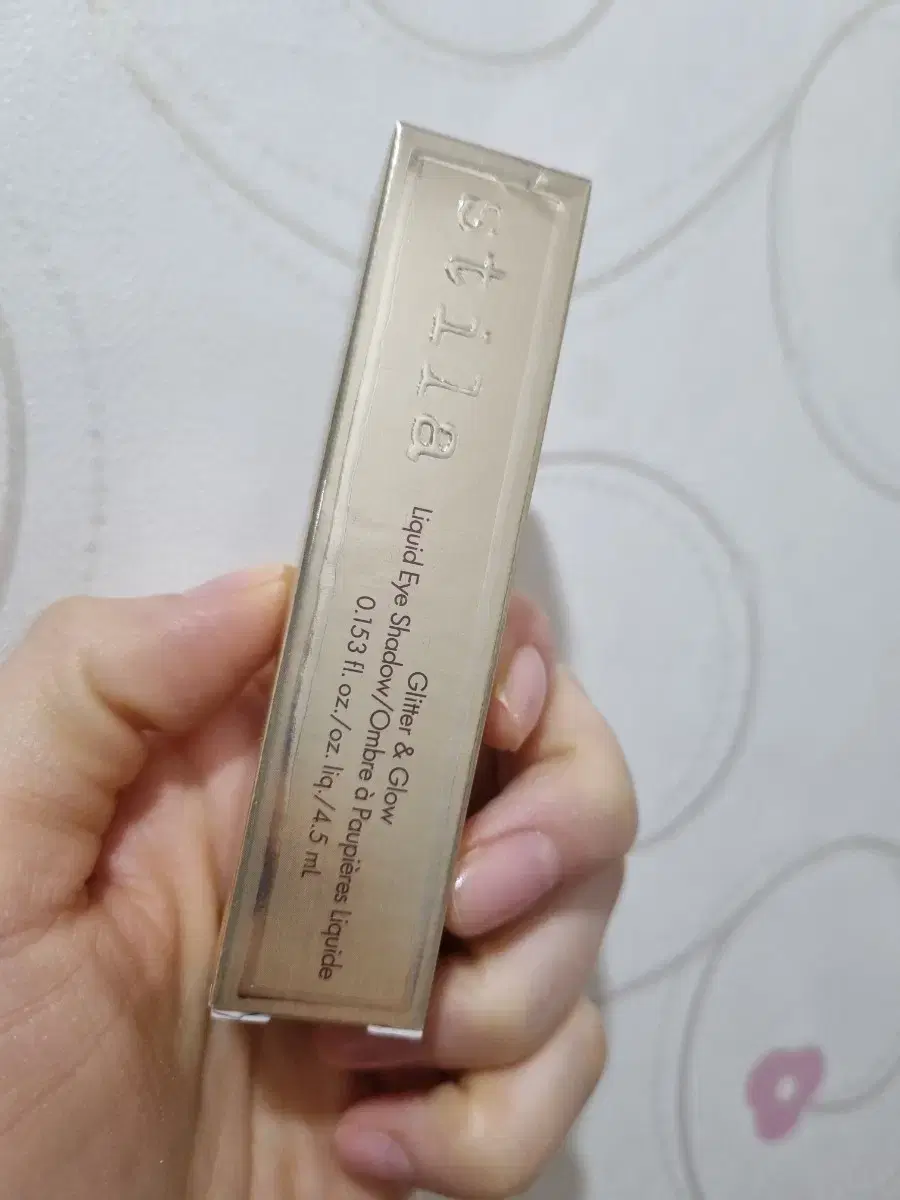 stila
Glitter & Glow
Liquid Eye Shadow/Ombre à Paupières Liquide
0.153 fl. oz./oz. liq./4.5 ml